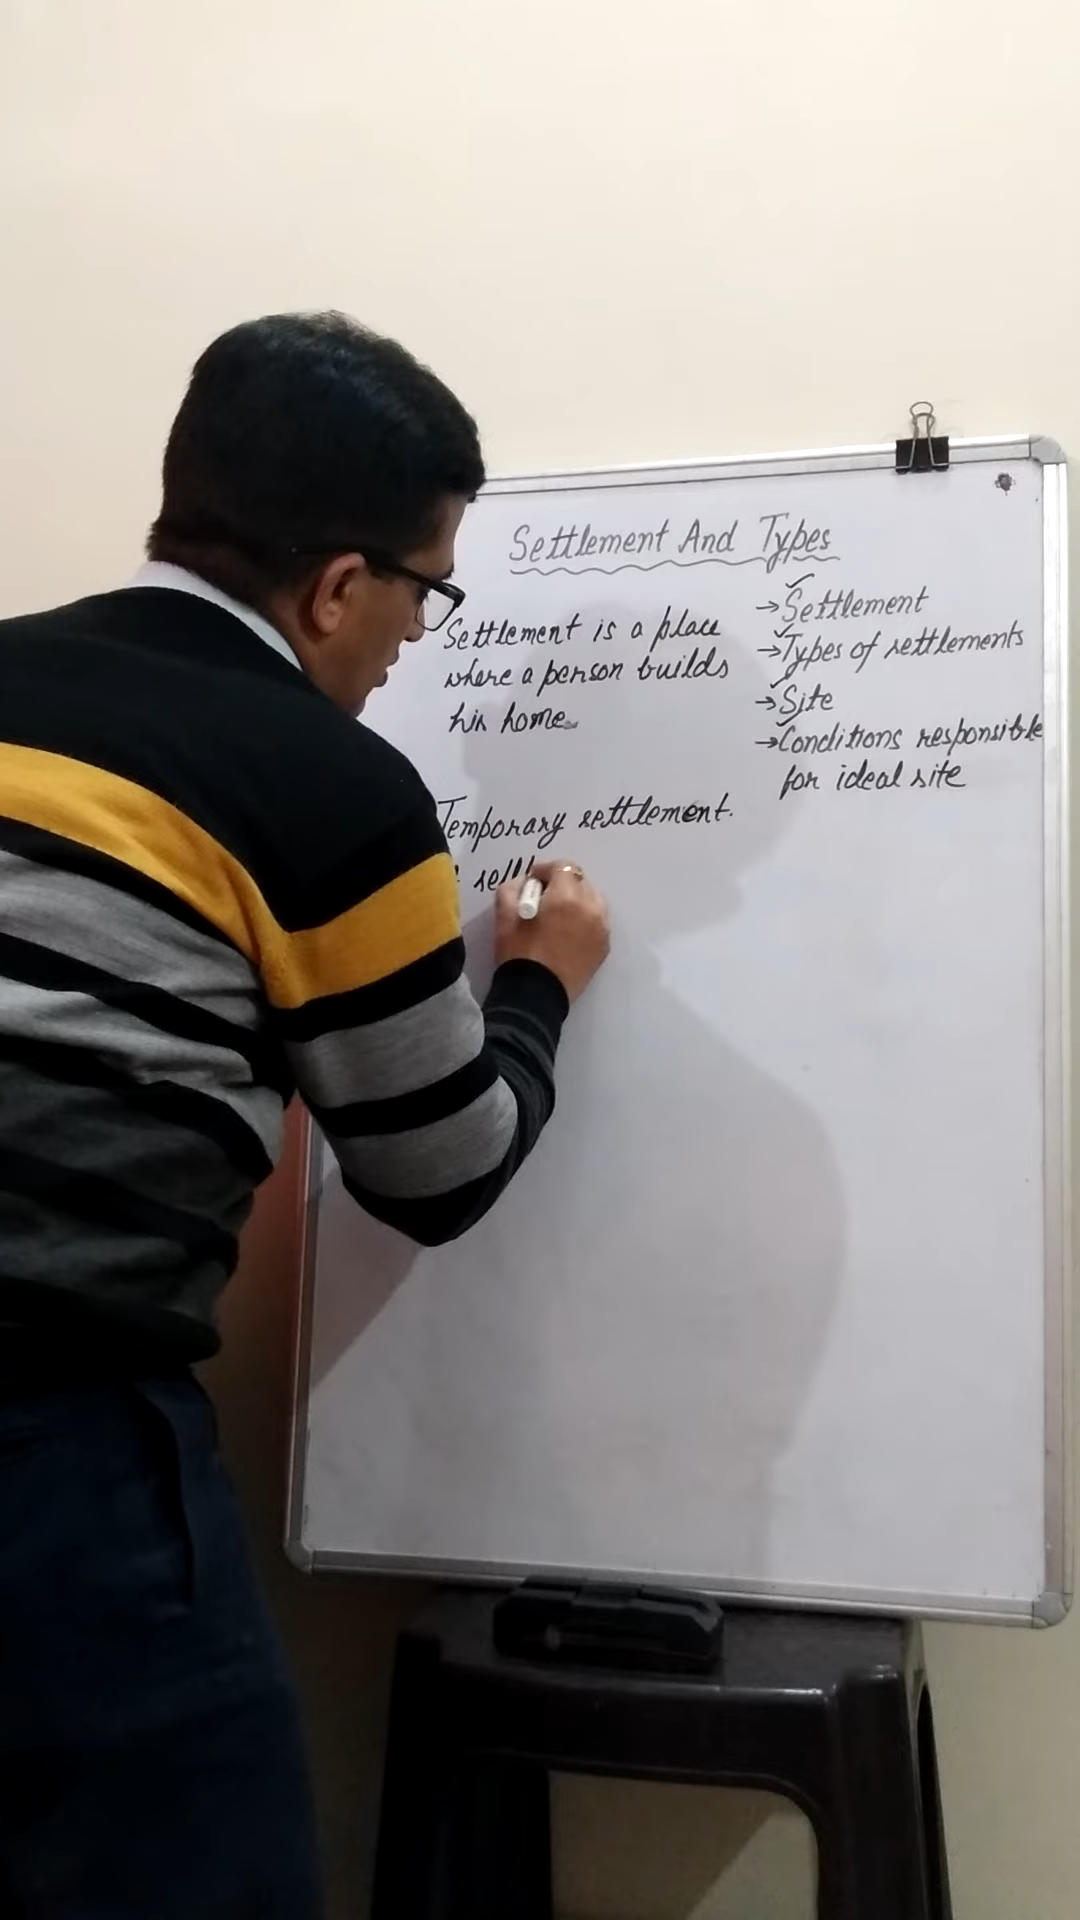 Settlement And Types
Settlement is a place
where a person builds
his home.
→ Settlement
→ Types of settlements
→ Site
→ Conditions responsible
for ideal site
Temporary settlement.